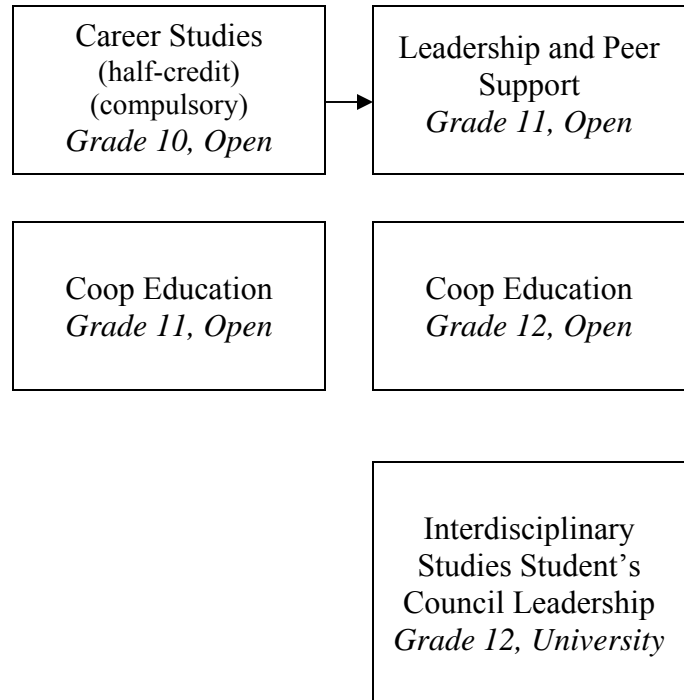 Career Studies
(half-credit)
(compulsory)
Grade 10, Open
Leadership and Peer
Support
Grade 11, Open
Coop Education
Grade 11, Open
Coop Education
Grade 12, Open
Interdisciplinary
Studies Student’s
Council Leadership
Grade 12, University